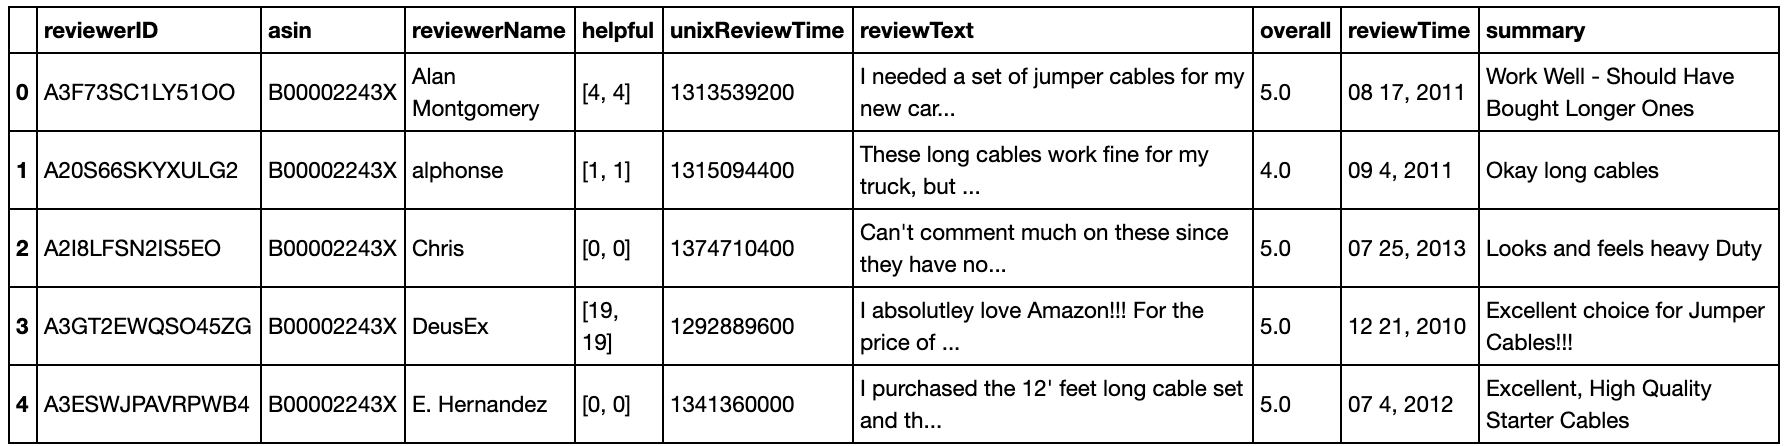 reviewerID asin reviewerName helpful unixReviewTime reviewText overall reviewTime summary
0 A3F73SC1LY51OO B00002243X Alan Montgomery [4, 4] 1313539200 I needed a set of jumper cables for my new car... 5.0 08 17, 2011 Work Well - Should Have Bought Longer Ones
1 A20S66SKYXULG2 B00002243X alphonse [1, 1] 1315094400 These long cables work fine for my truck, but ... 4.0 09 4, 2011 Okay long cables
2 A2I8LFSN2IS5EO B00002243X Chris [0, 0] 1374710400 Can't comment much on these since they have no... 5.0 07 25, 2013 Looks and feels heavy Duty
3 A3GT2EWQSO45ZG B00002243X DeusEx [19, 19] 1292889600 I absolutley love Amazon!!! For the price of ... 5.0 12 21, 2010 Excellent choice for Jumper Cables!!!
4 A3ESWJPAVRPWB4 B00002243X E. Hernandez [0, 0] 1341360000 I purchased the 12' feet long cable set and th... 5.0 07 4, 2012 Excellent, High Quality Starter Cables